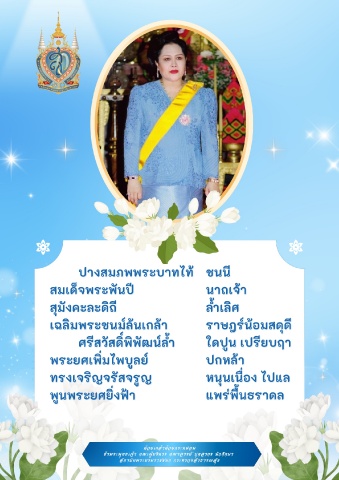 ปางสมภพพระบาทไท้ ชนนี
สมเด็จพระพันปี นาถเจ้า
สุมังคะละดิถี ล้ำเลิศ
เฉลิมพระชนม์ล้นเกล้า ราษฎร์น้อมสดุดี
ศรีสวัสดิ์พิพัฒน์ล้ำ ใดปูน เปรียบฤา
พระยศเพิ่มไพบูลย์ ปกหล้า
ทรงเจริญจรัสจรูญ หนุนเนื่อง ไปแล
พูนพระยศยิ่งฟ้า แพร่พื้นธราดล